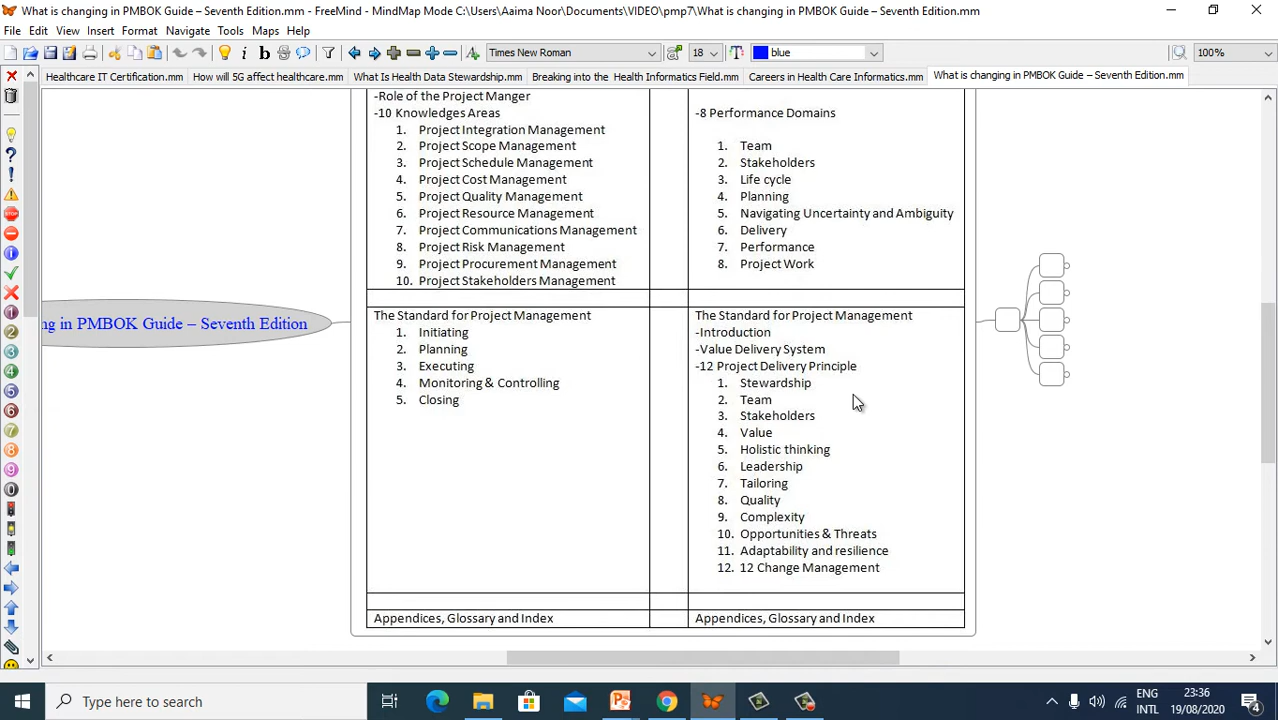 What is changing in PMBOK Guide – Seventh Edition.mm - FreeMind - MindMap Mode C:\Users\Aaima Noor\Documents\VIDEO\pmp7\What is changing in PMBOK Guide – Seventh Edition.mm)
File Edit View Insert Format Navigate Tools Maps Help
Times New Roman 18 blue 100%
Healthcare IT Certification.mm How will 5G affect healthcare.mm What Is Health Data Stewardship.mm Breaking into the Health Informatics Field.mm Careers in Health Care Informatics.mm What is changing in PMBOK Guide – Seventh Edition.mm
-Role of the Project Manger
-10 Knowledges Areas
1. Project Integration Management
2. Project Scope Management
3. Project Schedule Management
4. Project Cost Management
5. Project Quality Management
6. Project Resource Management
7. Project Communications Management
8. Project Risk Management
9. Project Procurement Management
10. Project Stakeholders Management
-8 Performance Domains
1. Team
2. Stakeholders
3. Life cycle
4. Planning
5. Navigating Uncertainty and Ambiguity
6. Delivery
7. Performance
8. Project Work
ng in PMBOK Guide – Seventh Edition
The Standard for Project Management
1. Initiating
2. Planning
3. Executing
4. Monitoring & Controlling
5. Closing
The Standard for Project Management
-Introduction
-Value Delivery System
-12 Project Delivery Principle
1. Stewardship
2. Team
3. Stakeholders
4. Value
5. Holistic thinking
6. Leadership
7. Tailoring
8. Quality
9. Complexity
10. Opportunities & Threats
11. Adaptability and resilience
12. 12 Change Management
Appendices, Glossary and Index
Appendices, Glossary and Index
Type here to search
ENG
INTL
23:36
19/08/2020
4